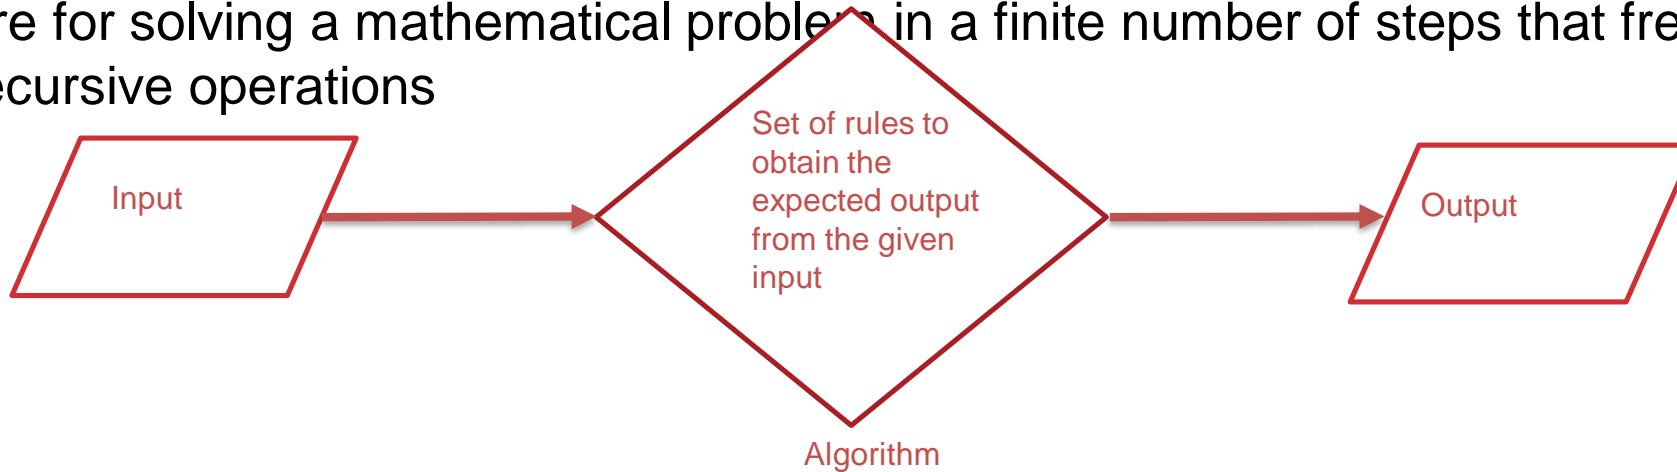 re for solving a mathematical problem in a finite number of steps that fre
ecursive operations
Input
Set of rules to
obtain the
expected output
from the given
input
Output
Algorithm